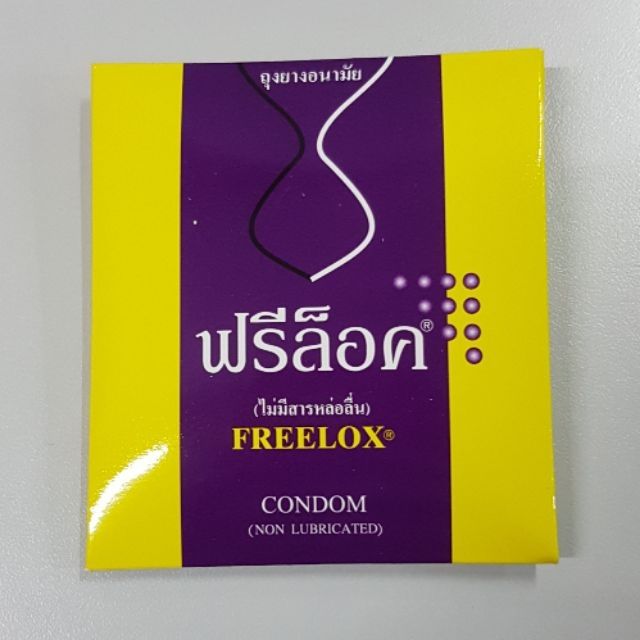 ถุงยางอนามัย
ฟรีล็อค®
(ไม่มีสารหล่อลื่น)
FREELOX®
CONDOM
(NON LUBRICATED)